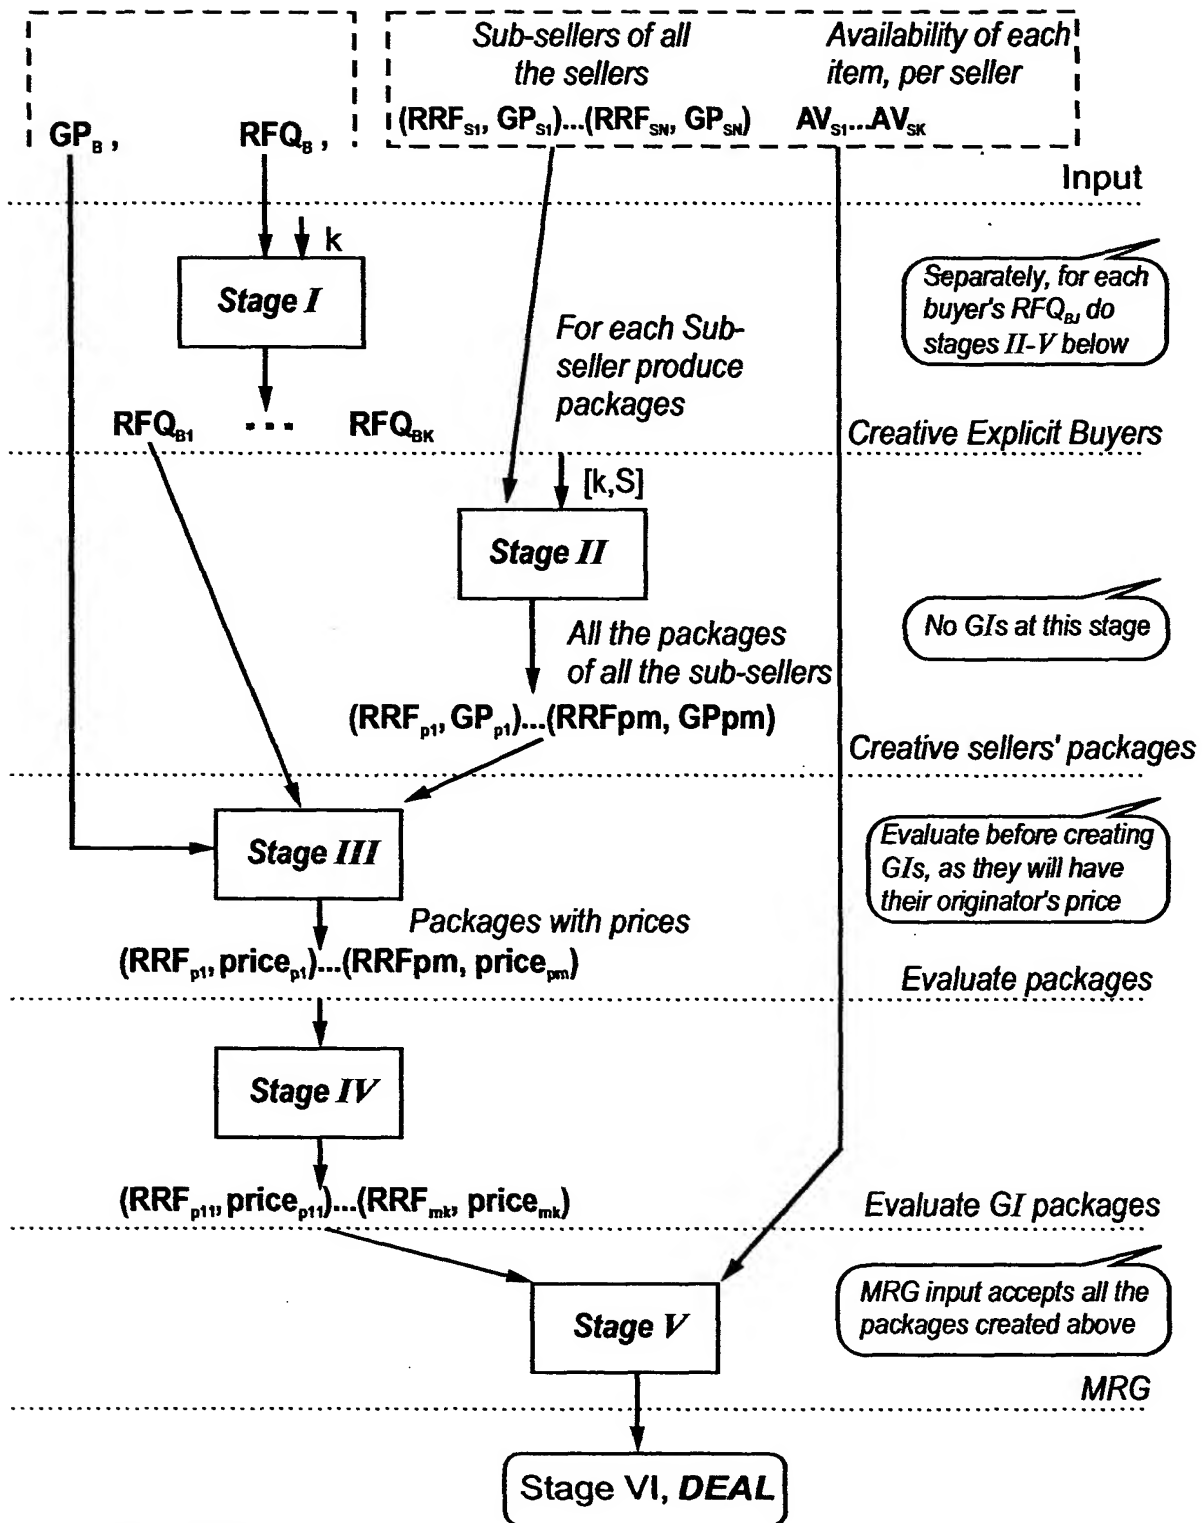 Sub-sellers of all
the sellers
Availability of each
item, per seller
GP_B ,
RFQ_B ,
(RRF_S1, GP_S1)...(RRF_SN, GP_SN)
AV_S1...AV_SK
Input
k
Stage I
Separately, for each
buyer's RFQ_BJ do
stages II-V below
For each Sub-
seller produce
packages
RFQ_B1
...
RFQ_BK
Creative Explicit Buyers
[k,S]
Stage II
No GIs at this stage
All the packages
of all the sub-sellers
(RRF_p1, GP_p1)...(RRFpm, GPpm)
Creative sellers' packages
Stage III
Evaluate before creating
GIs, as they will have
their originator's price
Packages with prices
(RRF_p1, price_p1)...(RRFpm, price_pm)
Evaluate packages
Stage IV
(RRF_p11, price_p11)...(RRF_mk, price_mk)
Evaluate GI packages
Stage V
MRG input accepts all the
packages created above
MRG
Stage VI, DEAL